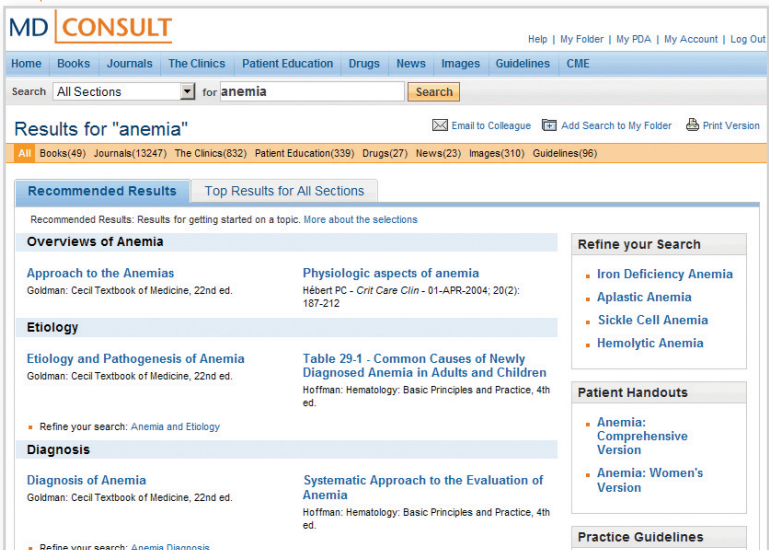 MD CONSULT
Help | My Folder | My PDA | My Account | Log Out
Home Books Journals The Clinics Patient Education Drugs News Images Guidelines CME
Search All Sections for anemia Search
Results for "anemia"
Email to Colleague Add Search to My Folder Print Version
All Books(49) Journals(13247) The Clinics(832) Patient Education(339) Drugs(27) News(23) Images(310) Guidelines(96)
Recommended Results Top Results for All Sections
Recommended Results: Results for getting started on a topic. More about the selections
Overviews of Anemia
Approach to the Anemias
Goldman: Cecil Textbook of Medicine, 22nd ed.
Physiologic aspects of anemia
Hébert PC - Crit Care Clin - 01-APR-2004; 20(2):
187-212
Etiology
Etiology and Pathogenesis of Anemia
Goldman: Cecil Textbook of Medicine, 22nd ed.
Table 29-1 - Common Causes of Newly
Diagnosed Anemia in Adults and Children
Hoffman: Hematology: Basic Principles and Practice, 4th
ed.
Refine your search: Anemia and Etiology
Diagnosis
Diagnosis of Anemia
Goldman: Cecil Textbook of Medicine, 22nd ed.
Systematic Approach to the Evaluation of
Anemia
Hoffman: Hematology: Basic Principles and Practice, 4th
ed.
Refine your search: Anemia Diagnosis
Refine your Search
Iron Deficiency Anemia
Aplastic Anemia
Sickle Cell Anemia
Hemolytic Anemia
Patient Handouts
Anemia:
Comprehensive
Version
Anemia: Women's
Version
Practice Guidelines